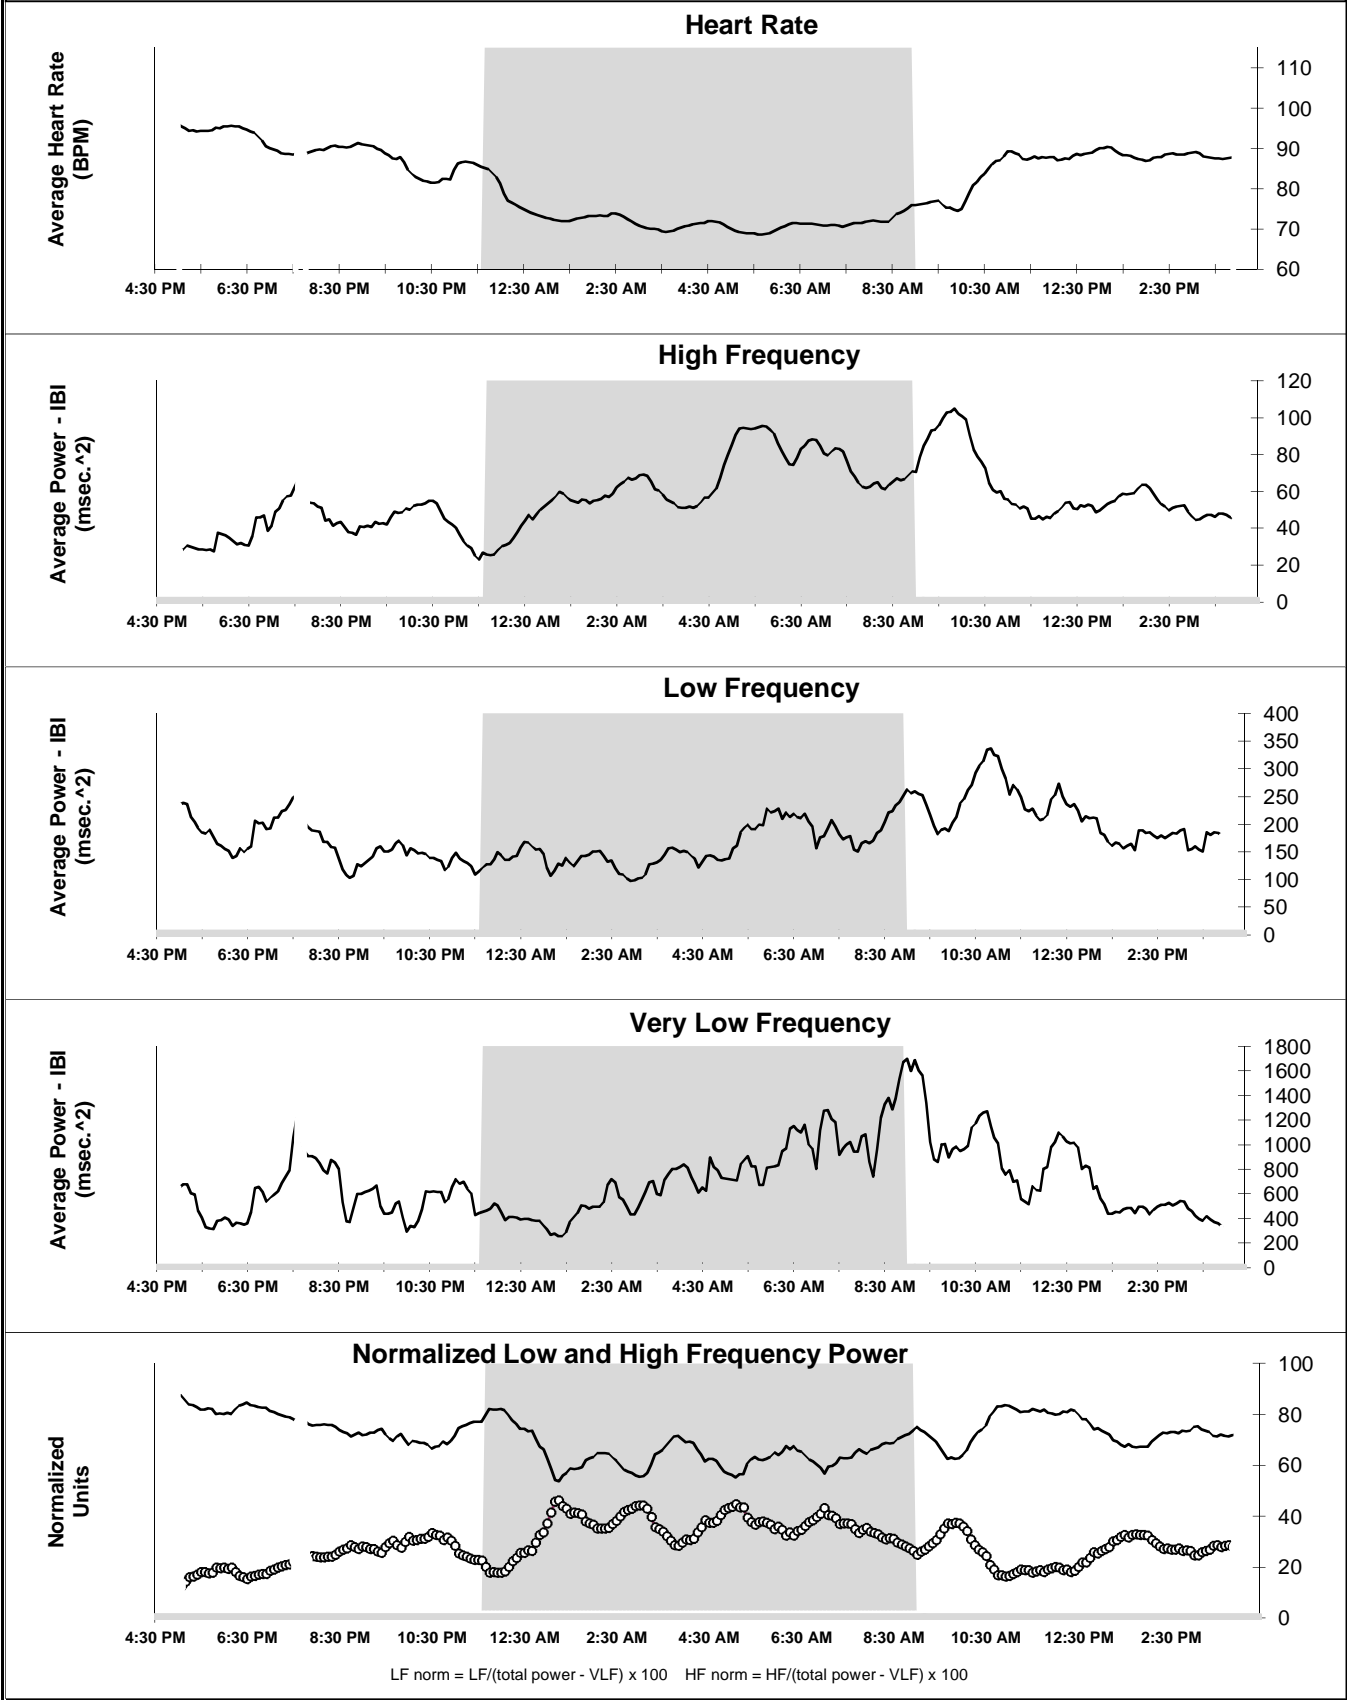 Heart Rate
Average Heart Rate
(BPM)
110
100
90
80
70
60
4:30 PM 6:30 PM 8:30 PM 10:30 PM 12:30 AM 2:30 AM 4:30 AM 6:30 AM 8:30 AM 10:30 AM 12:30 PM 2:30 PM
High Frequency
Average Power - IBI
(msec.^2)
120
100
80
60
40
20
0
4:30 PM 6:30 PM 8:30 PM 10:30 PM 12:30 AM 2:30 AM 4:30 AM 6:30 AM 8:30 AM 10:30 AM 12:30 PM 2:30 PM
Low Frequency
Average Power - IBI
(msec.^2)
400
350
300
250
200
150
100
50
0
4:30 PM 6:30 PM 8:30 PM 10:30 PM 12:30 AM 2:30 AM 4:30 AM 6:30 AM 8:30 AM 10:30 AM 12:30 PM 2:30 PM
Very Low Frequency
Average Power - IBI
(msec.^2)
1800
1600
1400
1200
1000
800
600
400
200
0
4:30 PM 6:30 PM 8:30 PM 10:30 PM 12:30 AM 2:30 AM 4:30 AM 6:30 AM 8:30 AM 10:30 AM 12:30 PM 2:30 PM
Normalized Low and High Frequency Power
Normalized
Units
100
80
60
40
20
0
4:30 PM 6:30 PM 8:30 PM 10:30 PM 12:30 AM 2:30 AM 4:30 AM 6:30 AM 8:30 AM 10:30 AM 12:30 PM 2:30 PM
LF norm = LF/(total power - VLF) x 100 HF norm = HF/(total power - VLF) x 100